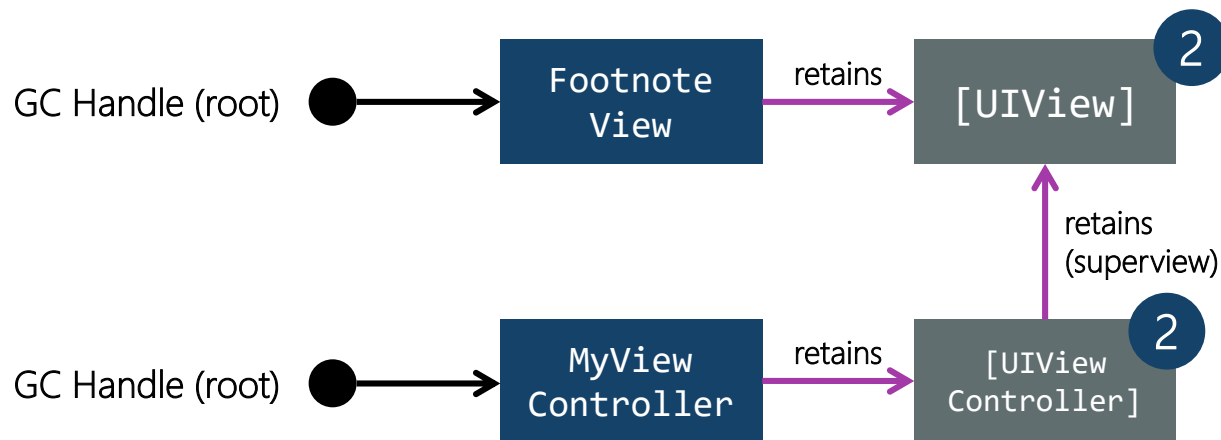 GC Handle (root)
Footnote
View
retains
[UIView]
2
retains
(superview)
GC Handle (root)
MyView
Controller
retains
[UIView
Controller]
2